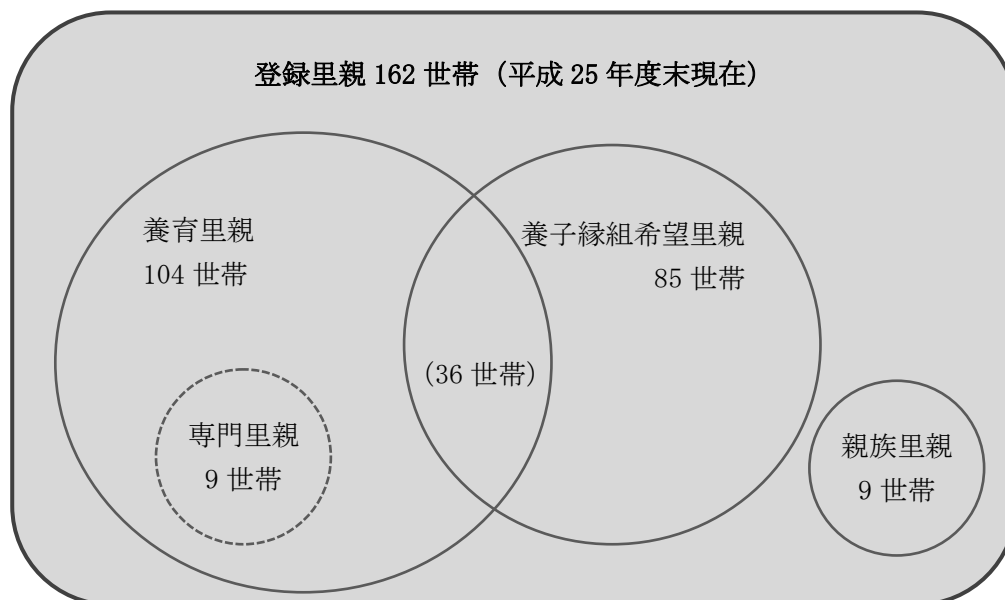 登録里親 162 世帯（平成 25 年度末現在）
養育里親
104 世帯
養子縁組希望里親
85 世帯
(36 世帯)
専門里親
9 世帯
親族里親
9 世帯